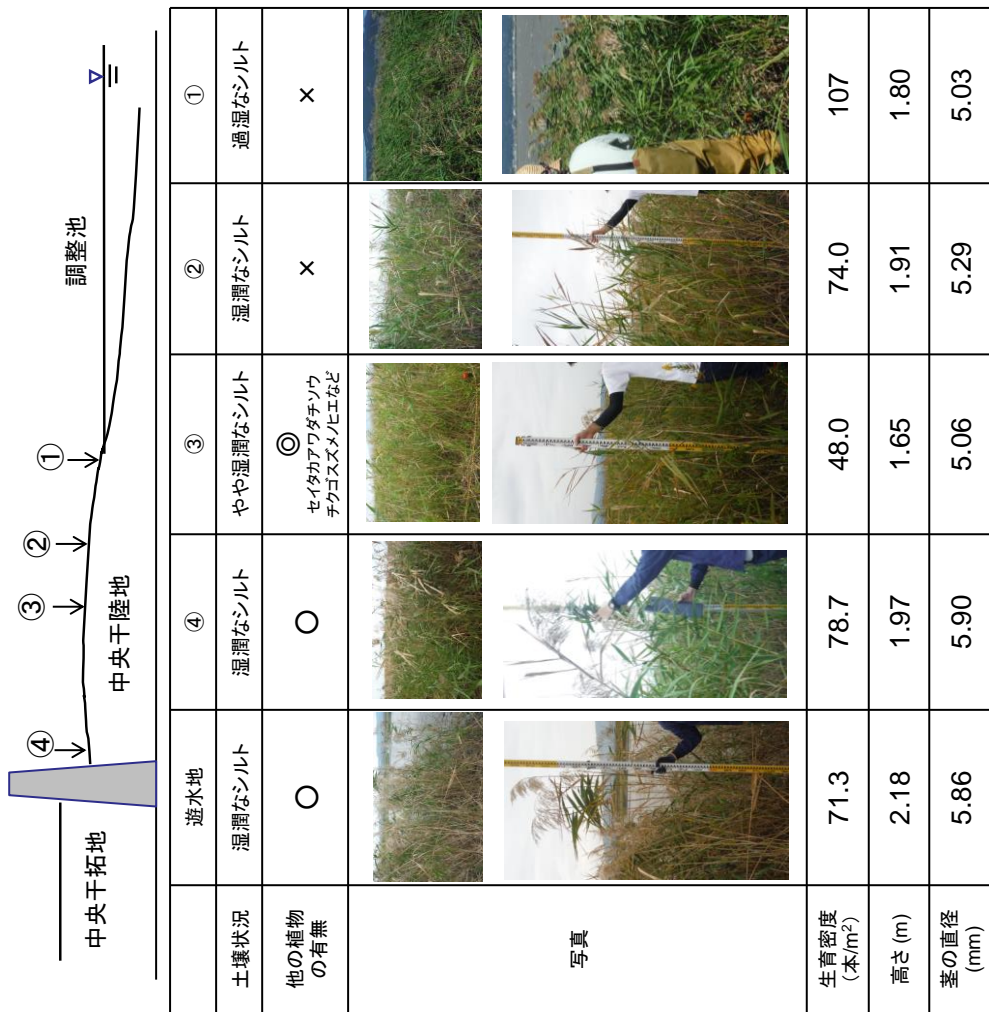 中央干拓地
中央干陸地
調整池
④
③
②
①
遊水地
④
③
②
①
土壌状況
湿潤なシルト
湿潤なシルト
やや湿潤なシルト
湿潤なシルト
過湿なシルト
他の植物
の有無
○
○
◎
セイタカアワダチソウ
チクゴスズメノヒエなど
×
×
写真
生育密度
(本/m²)
71.3
78.7
48.0
74.0
107
高さ (m)
2.18
1.97
1.65
1.91
1.80
茎の直径
(mm)
5.86
5.90
5.06
5.29
5.03